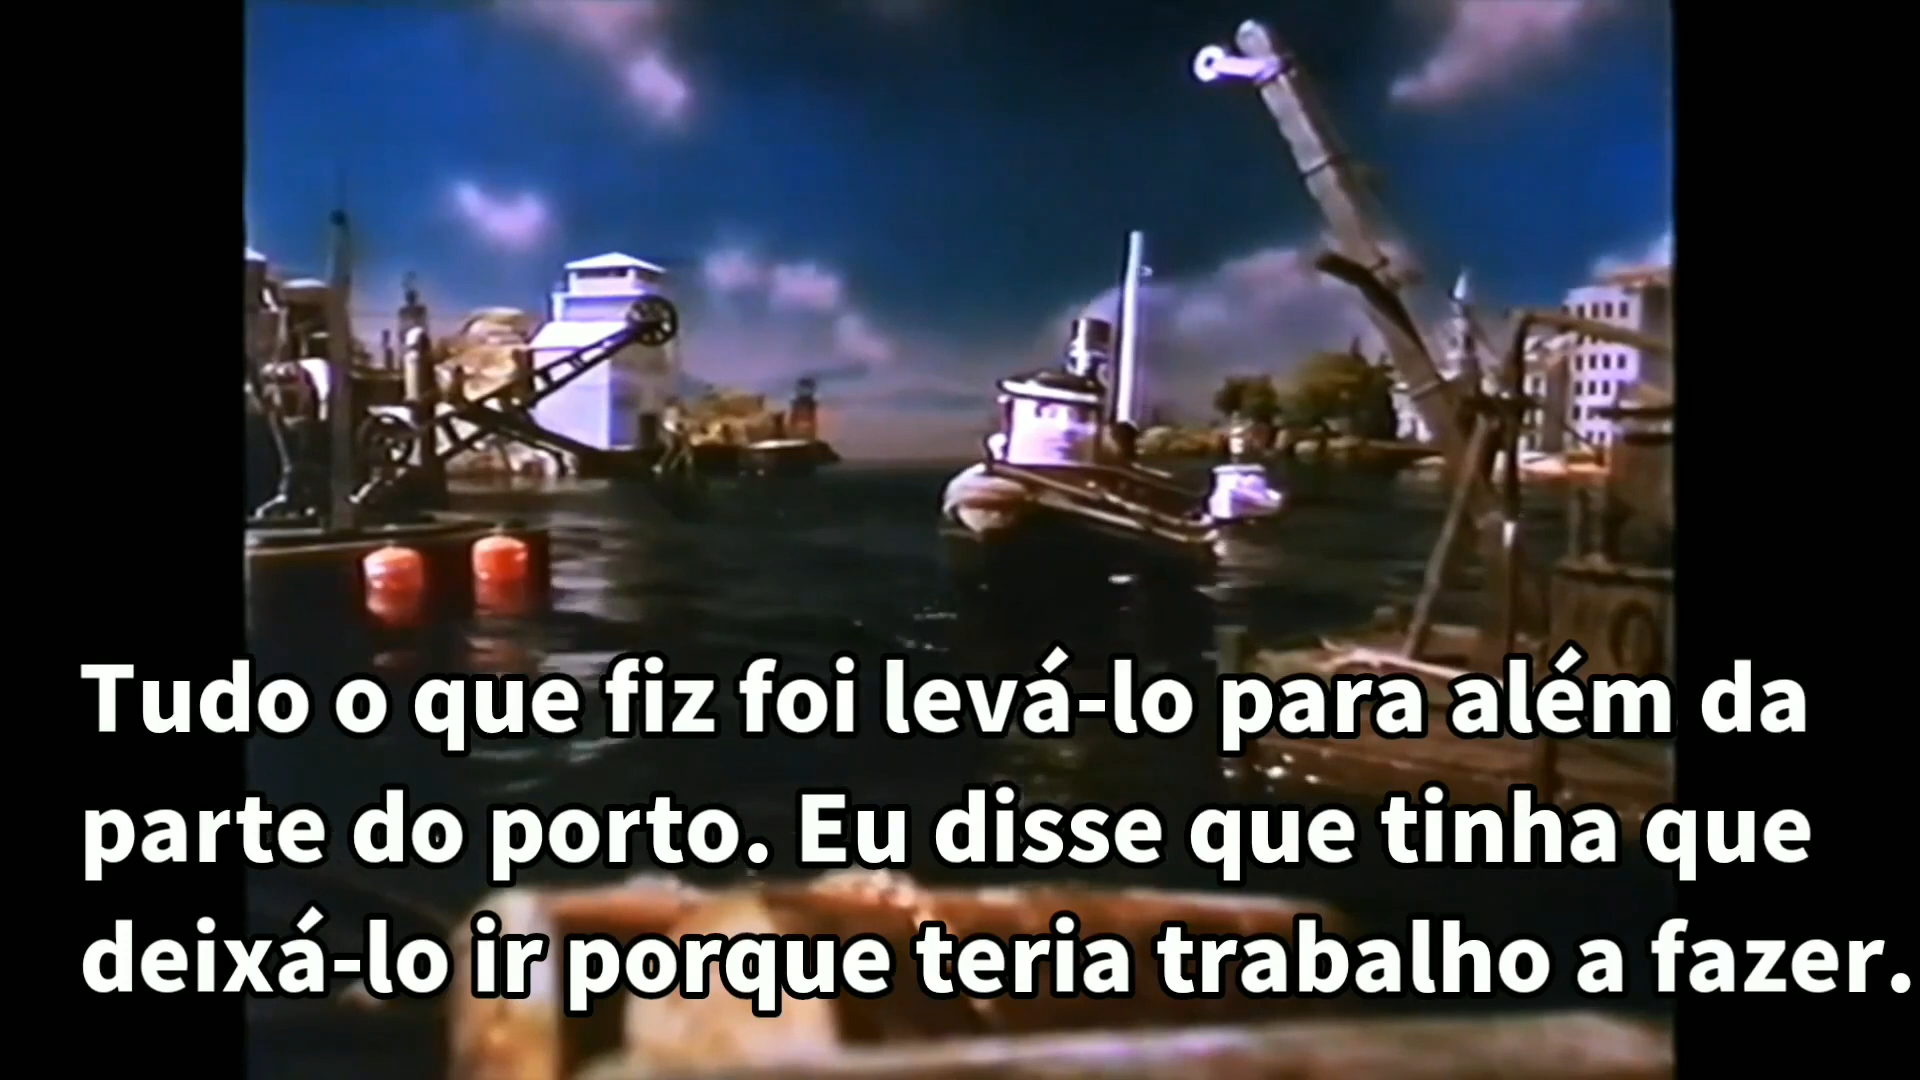 Tudo o que fiz foi levá-lo para além da
parte do porto. Eu disse que tinha que
deixá-lo ir porque teria trabalho a fazer.